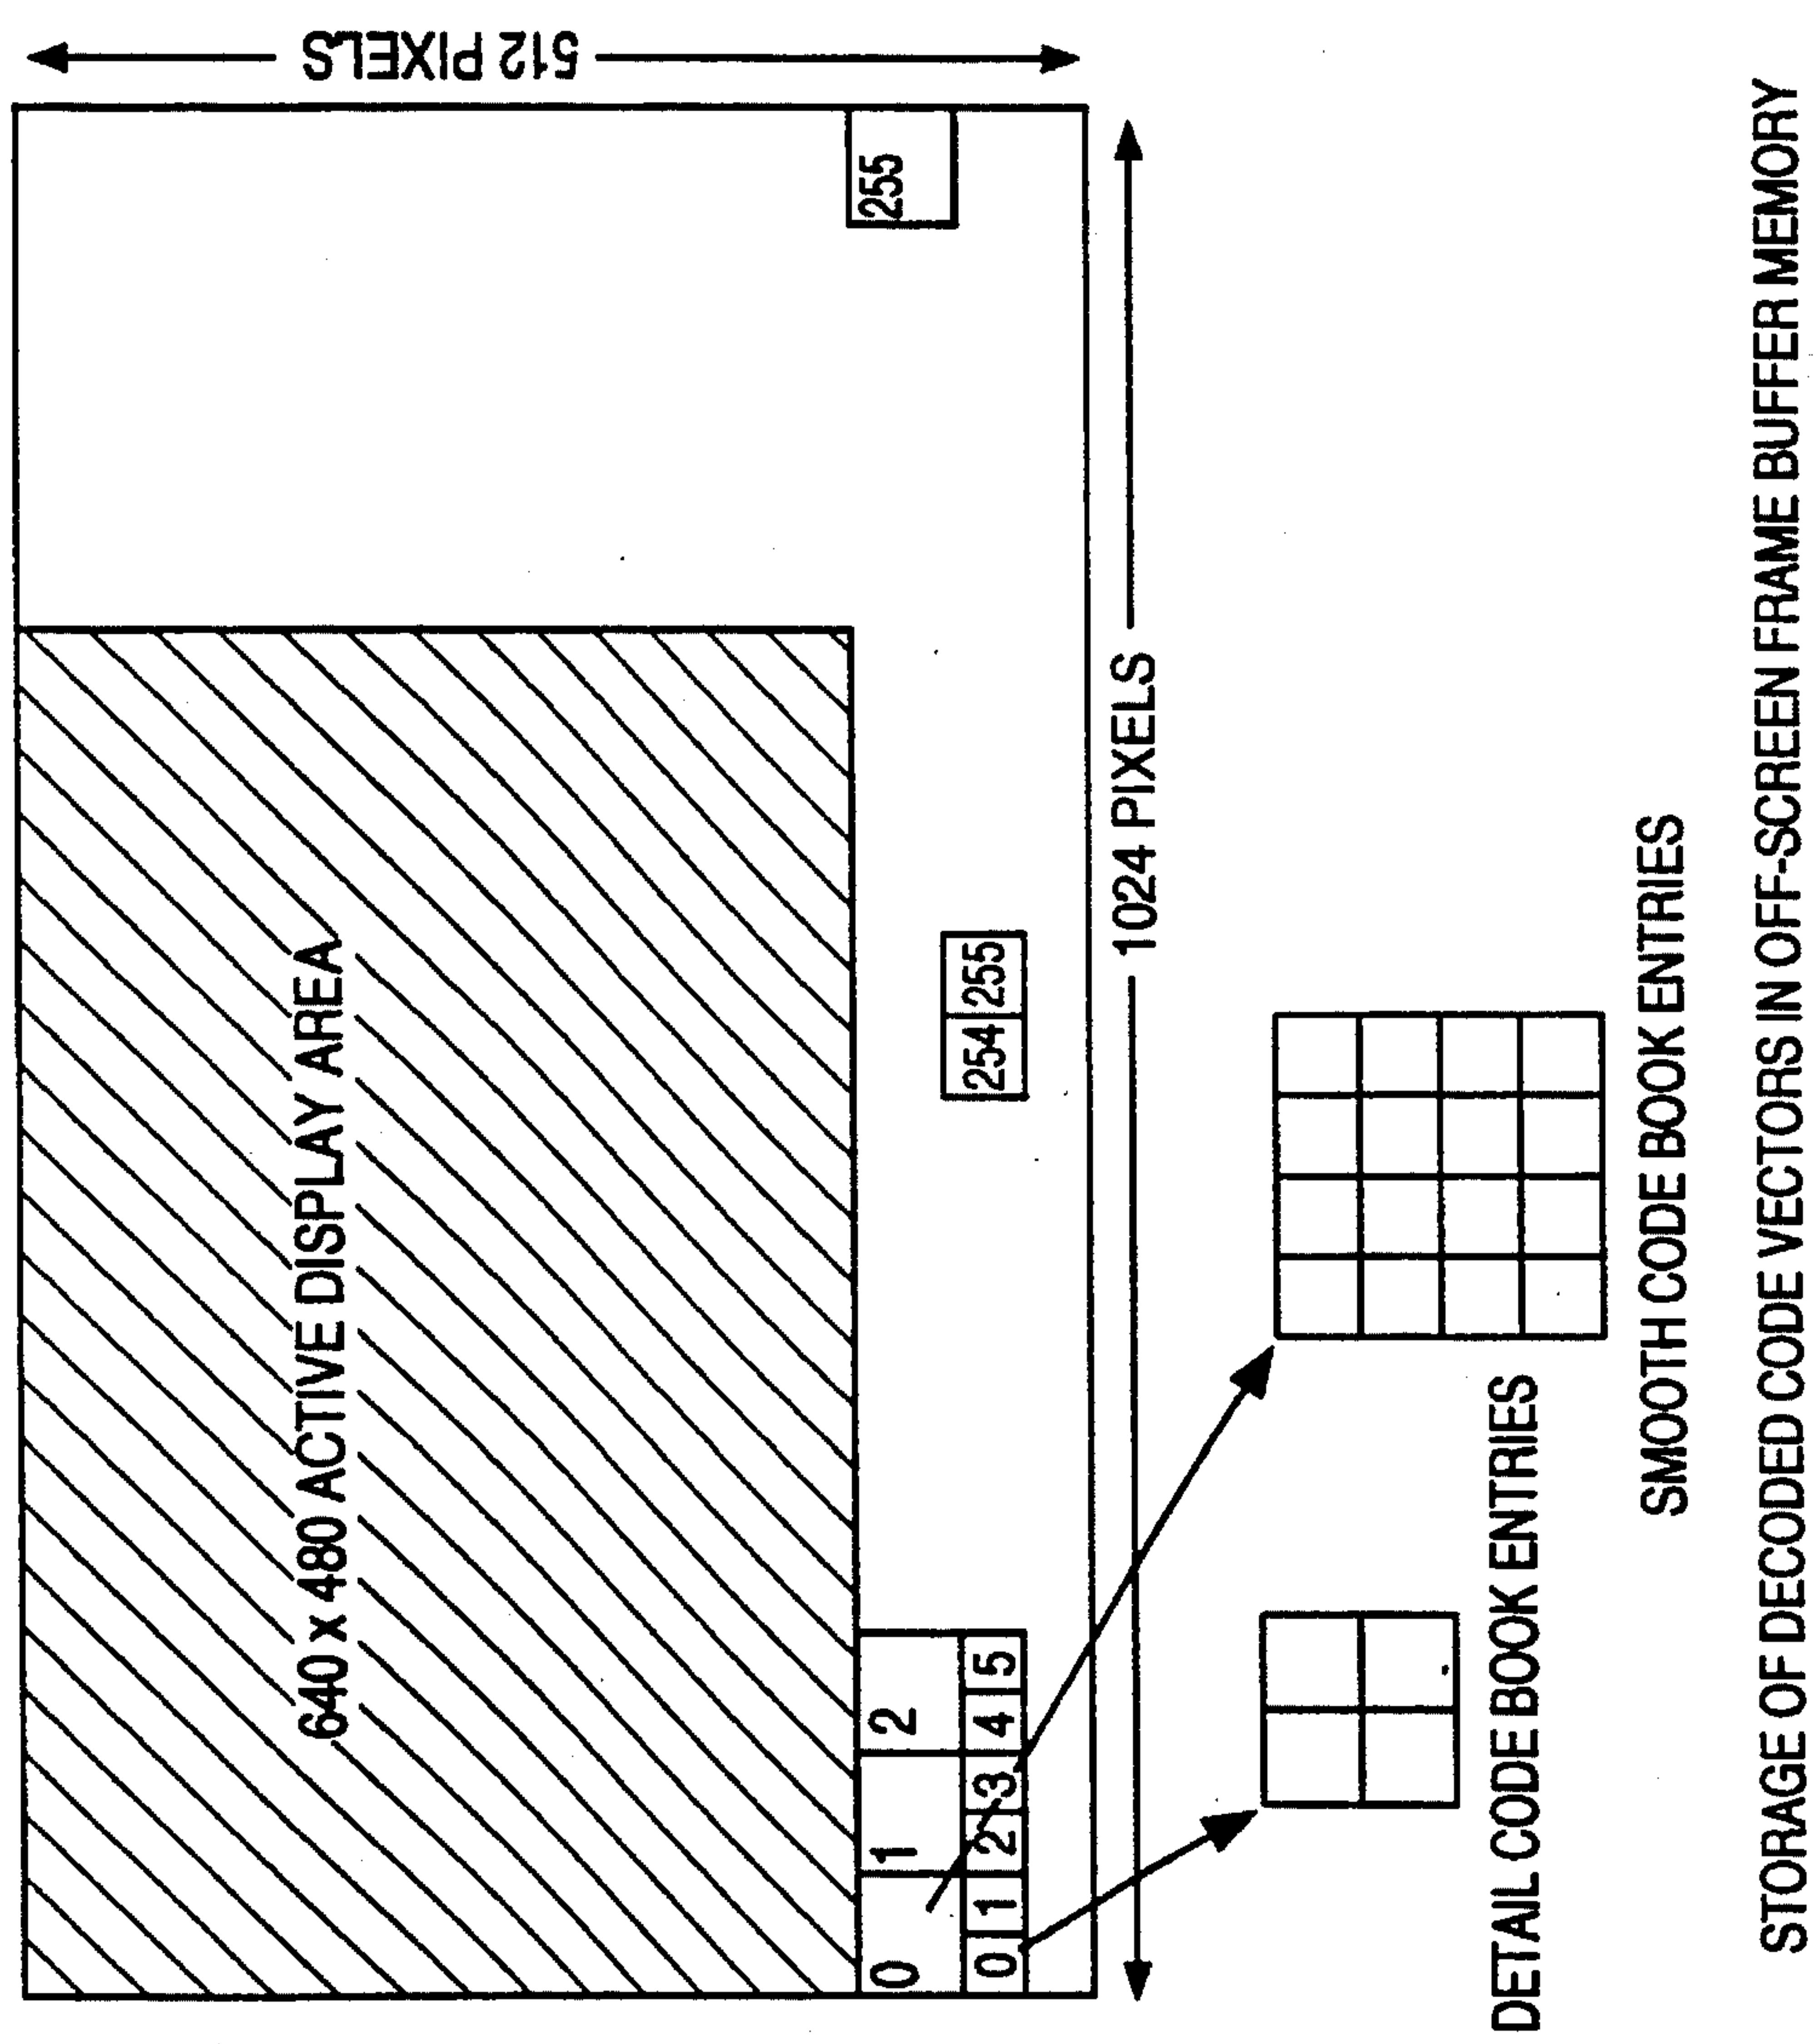 512 PIXELS
640 x 480 ACTIVE DISPLAY AREA
0 1 2
255
0 1 2 3 4 5
254 255
1024 PIXELS
DETAIL CODE BOOK ENTRIES
SMOOTH CODE BOOK ENTRIES
STORAGE OF DECODED CODE VECTORS IN OFF-SCREEN FRAME BUFFER MEMORY